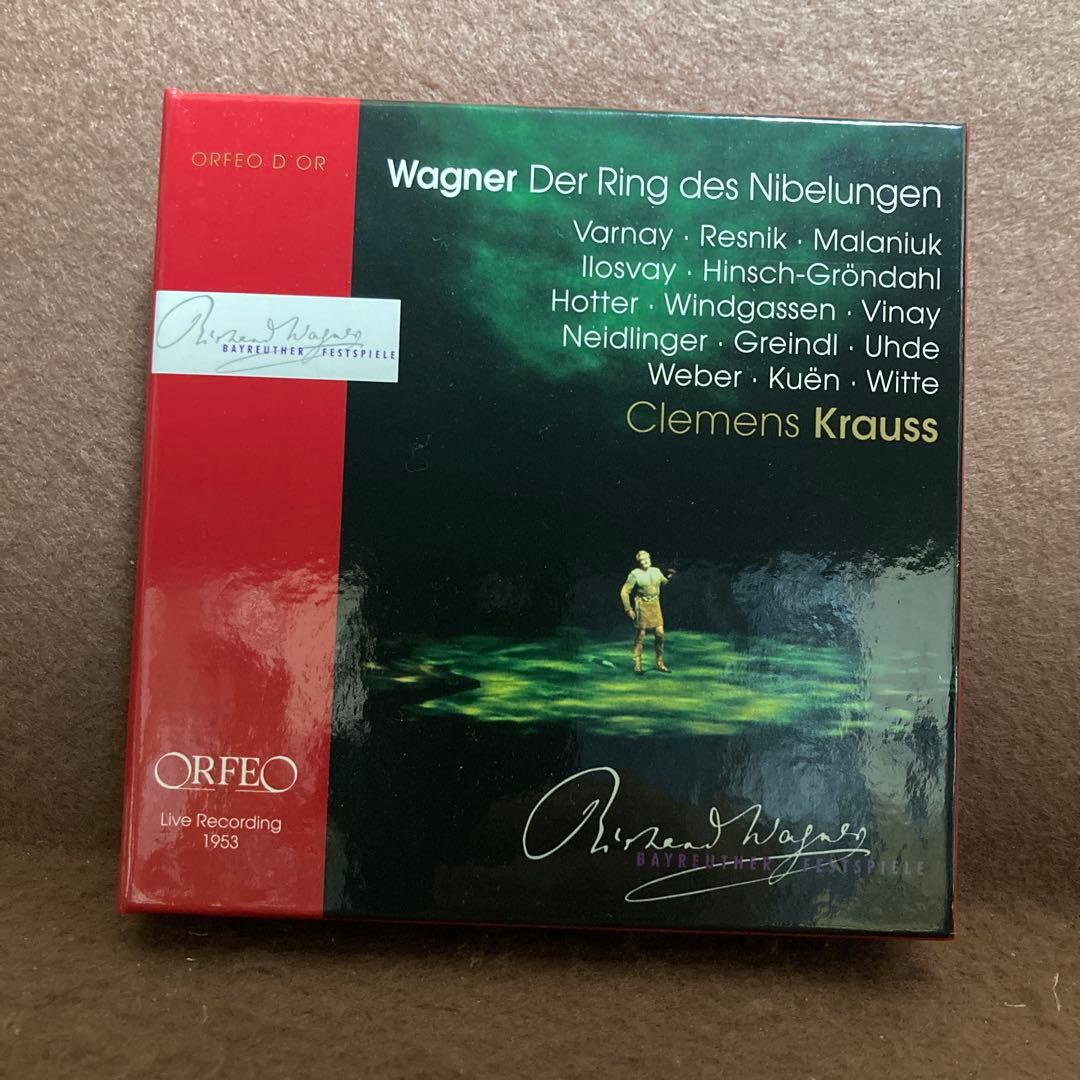 ORFEO D'OR
Wagner Der Ring des Nibelungen
Varnay · Resnik · Malaniuk
Ilosvay · Hinsch-Gröndahl
Hotter · Windgassen · Vinay
Neidlinger · Greindl · Uhde
Weber · Kuën · Witte
Clemens Krauss
Richard Wagner
BAYREUTHER FESTSPIELE
ORFEO
Live Recording
1953
Richard Wagner
BAYREUTHER FESTSPIELE